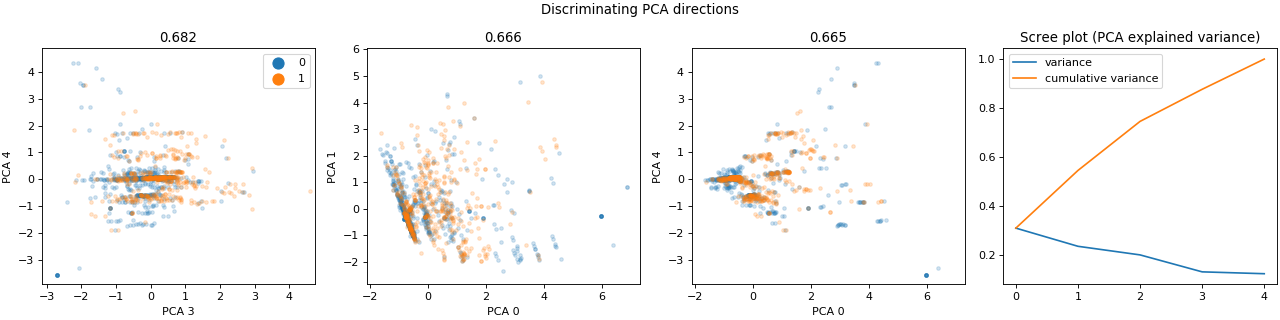 Discriminating PCA directions
0.682
4
3
2
1
0
−1
−2
−3
PCA 4
−3 −2 −1 0 1 2 3 4
PCA 3
0
1
0.666
6
5
4
3
2
1
0
−1
−2
PCA 1
−2 0 2 4 6
PCA 0
0.665
4
3
2
1
0
−1
−2
−3
PCA 4
−2 0 2 4 6
PCA 0
Scree plot (PCA explained variance)
variance
cumulative variance
1.0
0.8
0.6
0.4
0.2
0 1 2 3 4